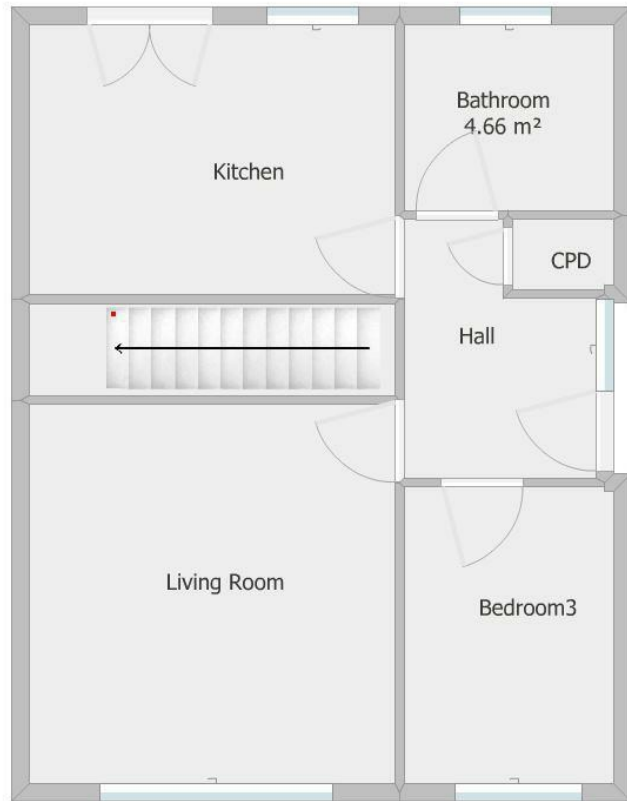 Bathroom
4.66 m²
Kitchen
CPD
Hall
Living Room
Bedroom3